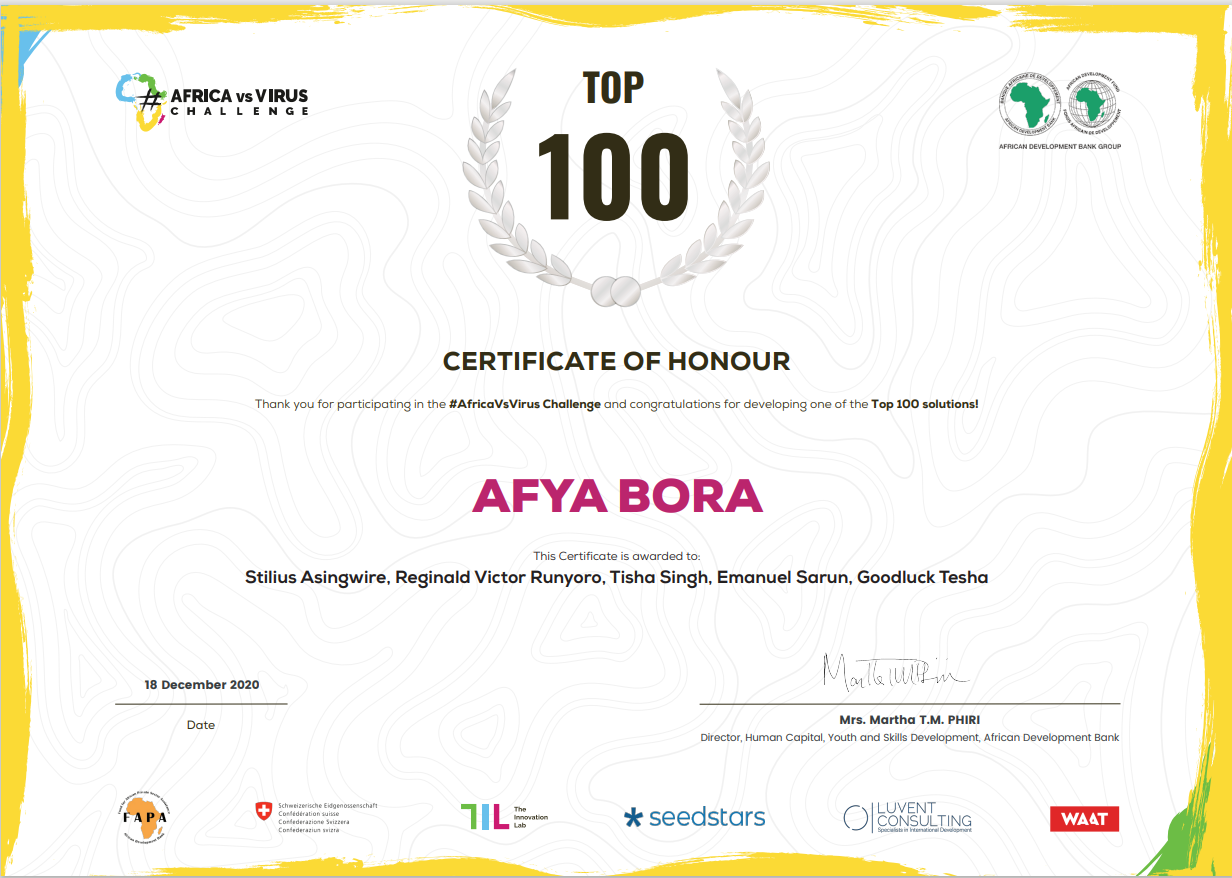 TOP
100
AFRICA vs VIRUS
CHALLENGE
#
BANQUE AFRICAINE DE DEVELOPPEMENT
AFRICAN DEVELOPMENT BANK
AFRICAN DEVELOPMENT FUND
FONDS AFRICAIN DE DEVELOPPEMENT
AFRICAN DEVELOPMENT BANK GROUP
CERTIFICATE OF HONOUR
Thank you for participating in the #AfricaVsVirus Challenge and congratulations for developing one of the Top 100 solutions!
AFYA BORA
This Certificate is awarded to:
Stilius Asingwire, Reginald Victor Runyoro, Tisha Singh, Emanuel Sarun, Goodluck Tesha
18 December 2020
Date
Mrs. Martha T.M. PHIRI
Director, Human Capital, Youth and Skills Development, African Development Bank
FAPA
Schweizerische Eidgenossenschaft
Confédération suisse
Confederazione Svizzera
Confederaziun svizra
TIL
The
Innovation
Lab
seedstars
LUVENT
CONSULTING
Specialists in International Development
WAAT